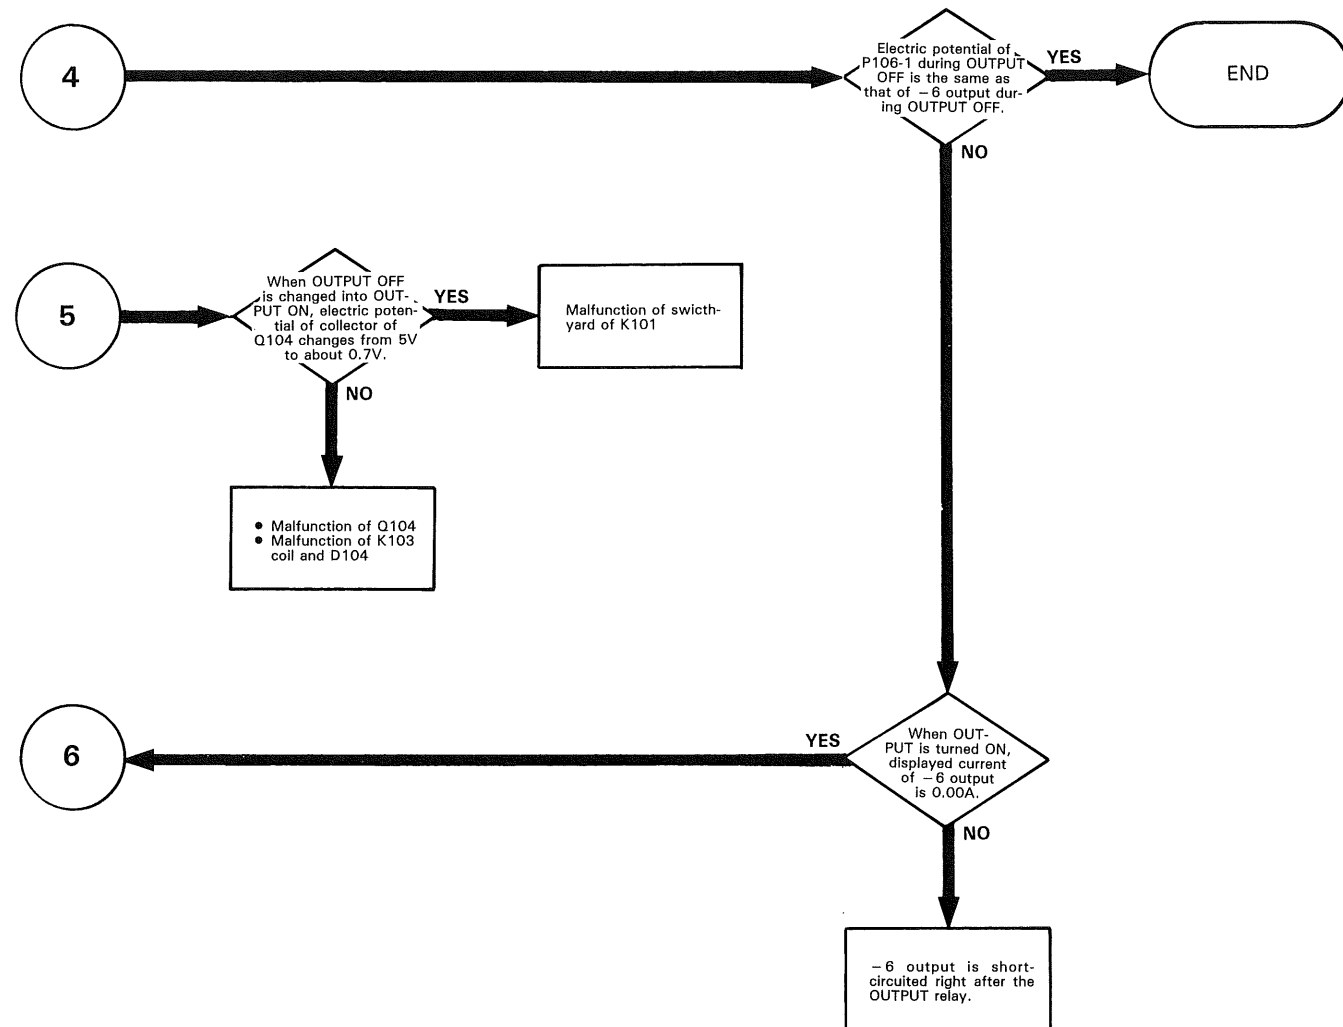 4
Electric potential of
P106-1 during OUTPUT
OFF is the same as
that of −6 output dur-
ing OUTPUT OFF.
YES
END
NO
5
When OUTPUT OFF
is changed into OUT-
PUT ON, electric poten-
tial of collector of
Q104 changes from 5V
to about 0.7V.
YES
Malfunction of swicth-
yard of K101
NO
● Malfunction of Q104
● Malfunction of K103
coil and D104
6
YES
When OUT-
PUT is turned ON,
displayed current
of −6 output
is 0.00A.
NO
−6 output is short-
circuited right after the
OUTPUT relay.